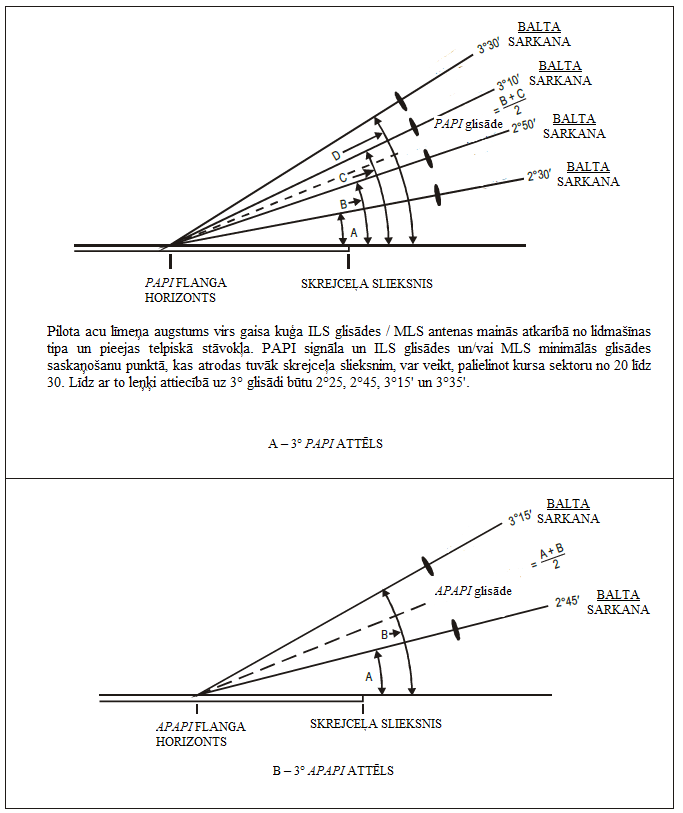 BALTA
SARKANA
3°30'
BALTA
SARKANA
3°10'
= B + C
2
PAPI glisāde
BALTA
SARKANA
2°50'
BALTA
SARKANA
2°30'
D
C
B
A
PAPI FLANGA
HORIZONTS
SKREJCEĻA SLIEKSNIS
Pilota acu līmeņa augstums virs gaisa kuģa ILS glisādes / MLS antenas mainās atkarībā no lidmašīnas
tipa un pieejas telpiskā stāvokļa. PAPI signāla un ILS glisādes un/vai MLS minimālās glisādes
saskaņošanu punktā, kas atrodas tuvāk skrejceļa slieksnim, var veikt, palielinot kursa sektoru no 20 līdz
30. Līdz ar to leņķi attiecībā uz 3° glisādi būtu 2°25, 2°45, 3°15' un 3°35'.
A – 3° PAPI ATTĒLS
BALTA
SARKANA
3°15'
= A + B
2
APAPI glisāde
BALTA
SARKANA
2°45'
B
A
APAPI FLANGA
HORIZONTS
SKREJCEĻA SLIEKSNIS
B – 3° APAPI ATTĒLS